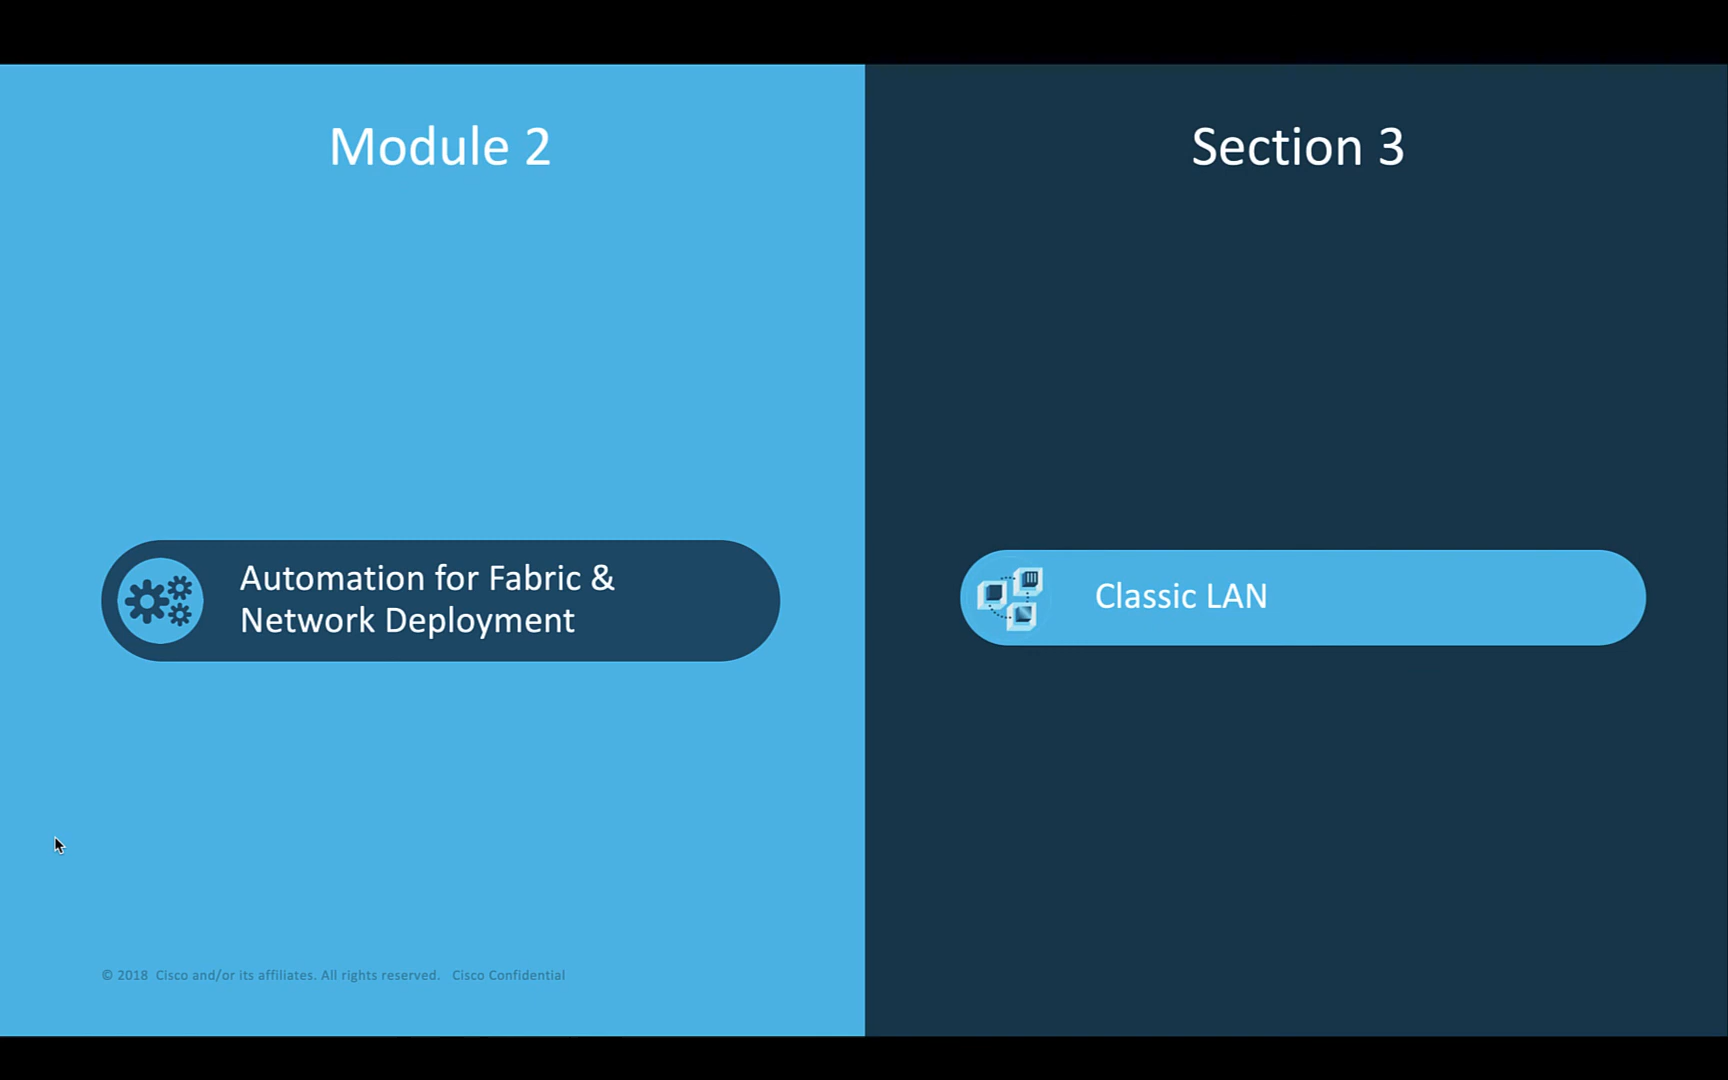 Module 2
Automation for Fabric &
Network Deployment
© 2018 Cisco and/or its affiliates. All rights reserved. Cisco Confidential
Section 3
Classic LAN